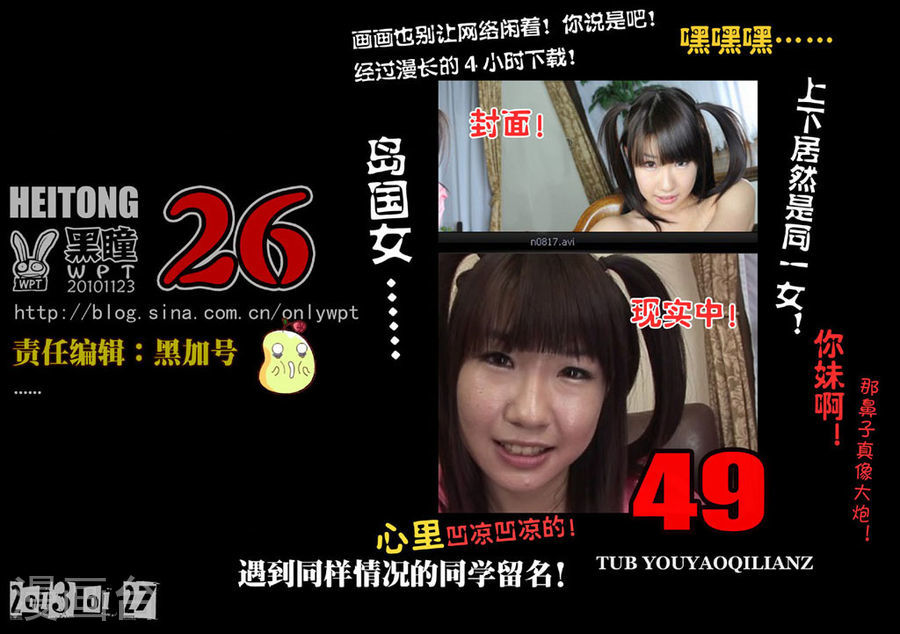 画画也别让网络闲着！你说是吧！
经过漫长的4小时下载！
嘿嘿嘿……
封面！
岛国女……
上下居然是同一女！
HEITONG
26
黑瞳
WPT
WPT
20101123
n0817.avi
http://blog.sina.com.cn/onlywpt
现实中！
责任编辑：黑加号
......
你妹啊！
那鼻子真像大炮！
49
心里凹凉凹凉的！
遇到同样情况的同学留名！
TUB YOUYAOQILIANZ
漫画台